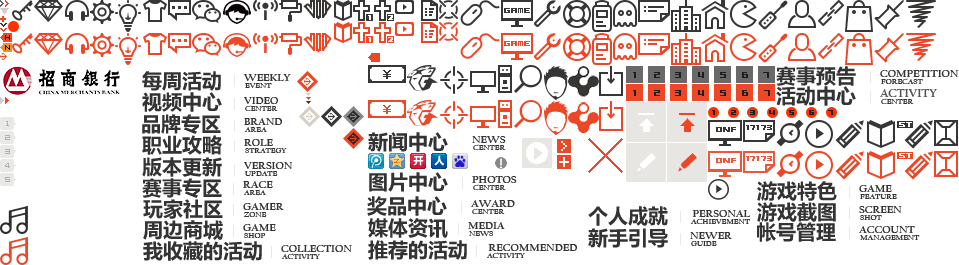 GAME
GAME
H
N
招商银行
CHINA MERCHANTS BANK
1
2
3
4
5
每周活动 WEEKLY EVENT
视频中心 VIDEO CENTER
品牌专区 BRAND AREA
职业攻略 ROLE STRATEGY
版本更新 VERSION UPDATE
赛事专区 RACE AREA
玩家社区 GAMER ZONE
周边商城 GAME SHOP
我收藏的活动 COLLECTION ACTIVITY
¥
¥
新闻中心 NEWS CENTER
开 人
图片中心 PHOTOS CENTER
奖品中心 AWARD CENTER
媒体资讯 MEDIA NEWS
推荐的活动 RECOMMENDED ACTIVITY
1 2 3 4 5 6 7
1 2 3 4 5 6 7
赛事预告 COMPETITION FORECAST
活动中心 ACTIVITY CENTER
1 2 3 4 5 6 7
DNF 17173 ST
DNF 17173 ST
个人成就 PERSONAL ACHIEVEMENT
新手引导 NEWER GUIDE
游戏特色 GAME FEATURE
游戏截图 SCREEN SHOT
帐号管理 ACCOUNT MANAGEMENT